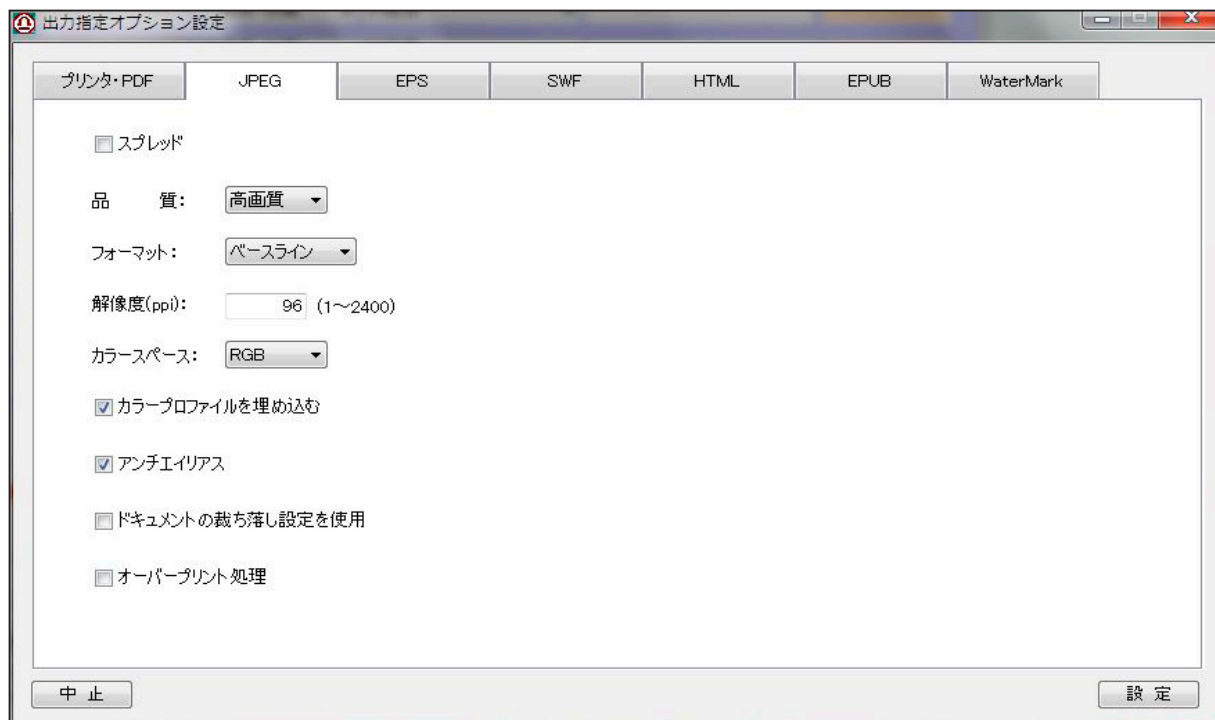 出力指定オプション設定
プリンタ・PDF JPEG EPS SWF HTML EPUB WaterMark
スプレッド
品 質: 高画質
フォーマット: ベースライン
解像度(ppi): 96 (1～2400)
カラースペース: RGB
カラープロファイルを埋め込む
アンチエイリアス
ドキュメントの裁ち落し設定を使用
オーバープリント処理
中 止 設 定